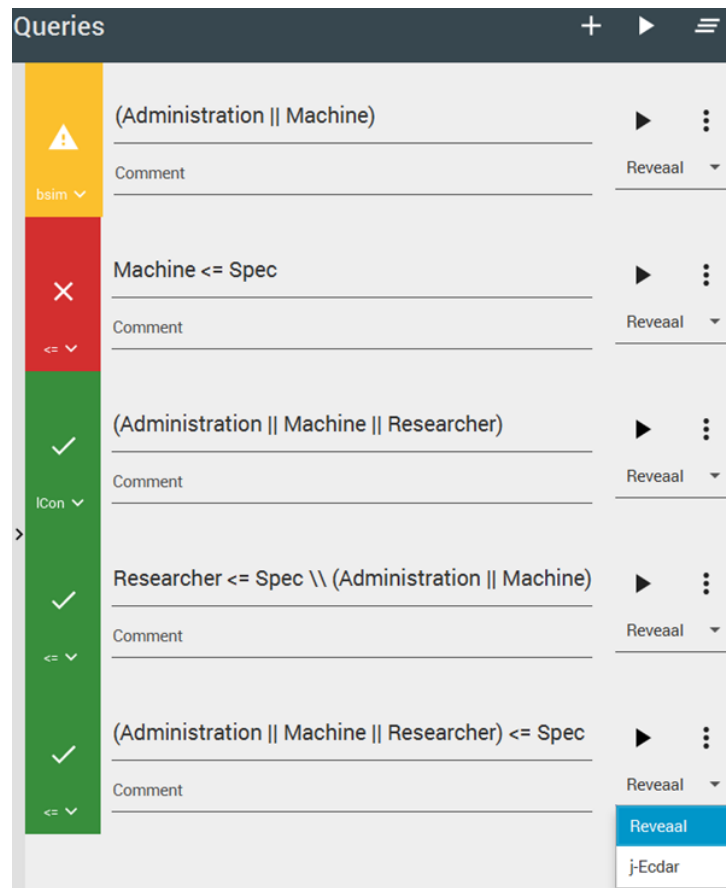 Queries
(Administration || Machine)
Comment
Reveaal
bsim
Machine <= Spec
Comment
Reveaal
<=
(Administration || Machine || Researcher)
Comment
Reveaal
lCon
Researcher <= Spec \\ (Administration || Machine)
Comment
Reveaal
<=
(Administration || Machine || Researcher) <= Spec
Comment
Reveaal
<=
Reveaal
j-Ecdar